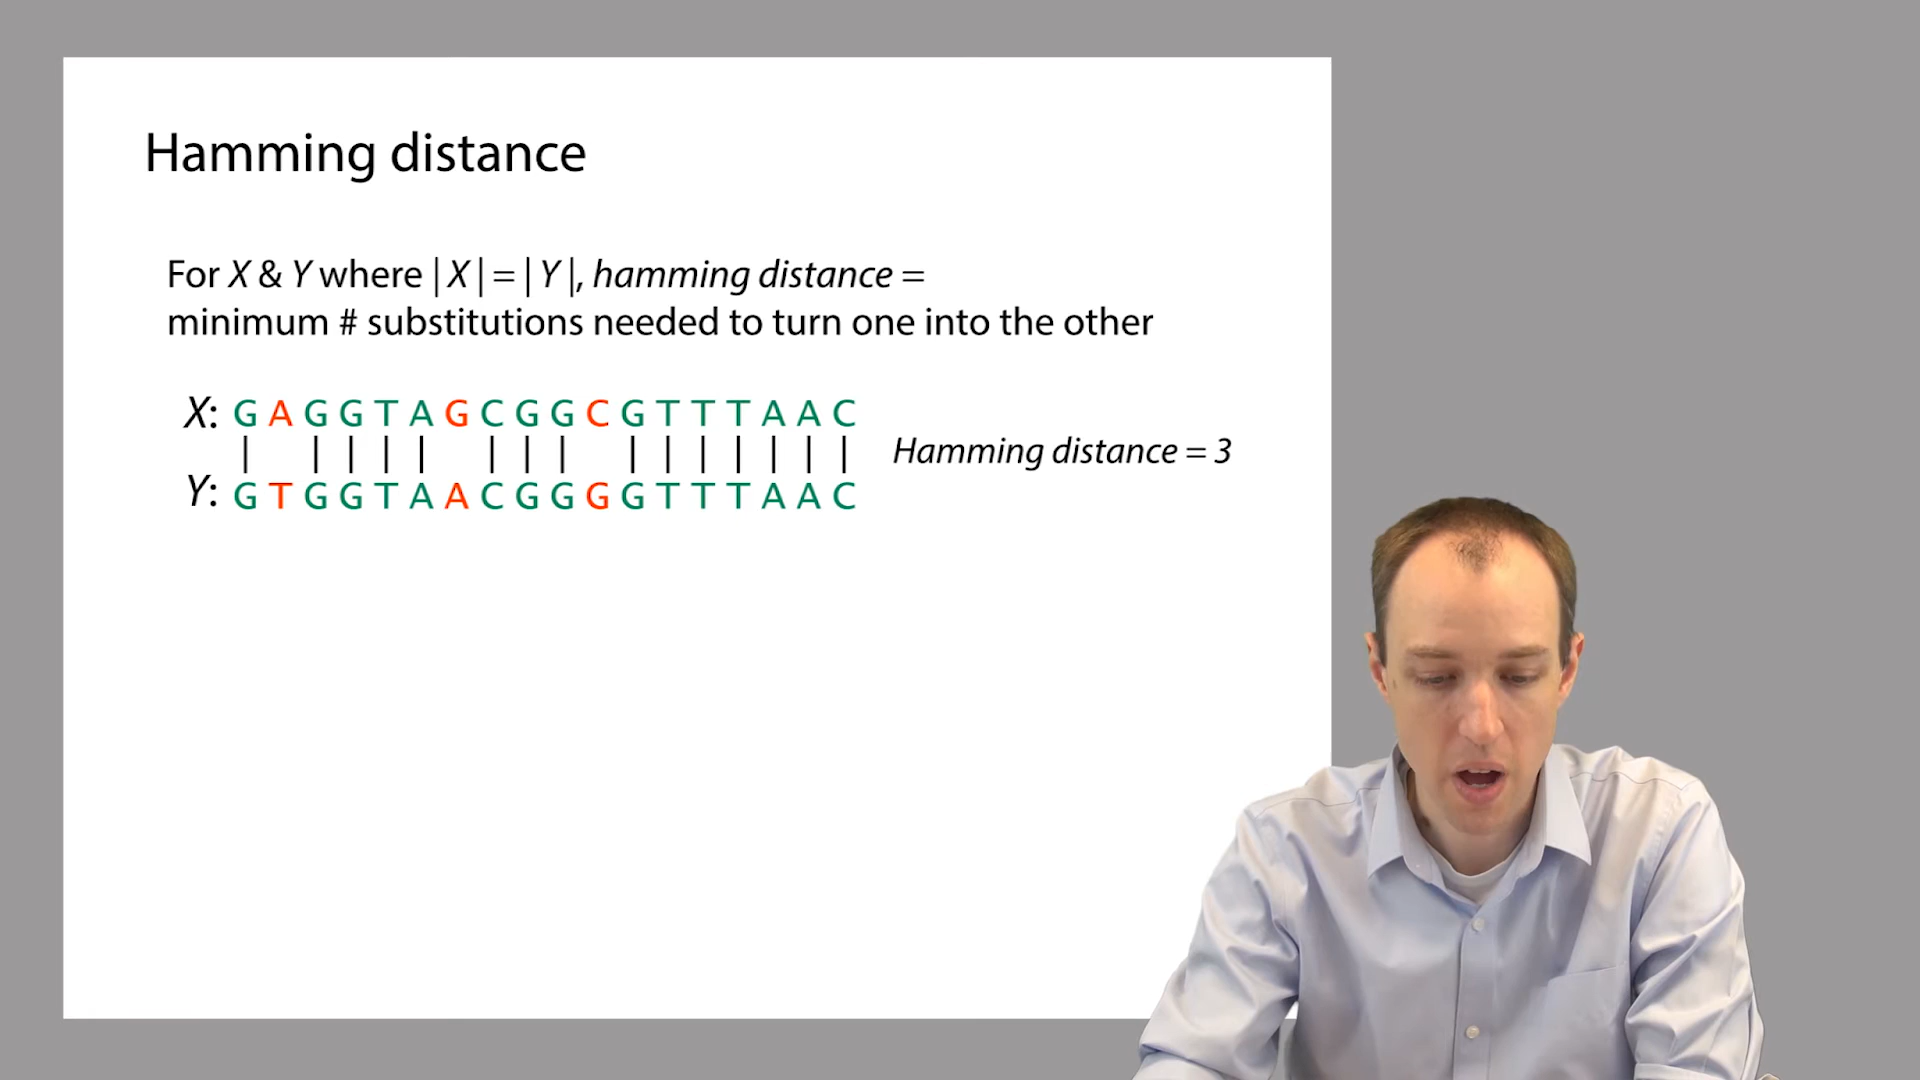 Hamming distance
For X & Y where | X | = | Y |, hamming distance =
minimum # substitutions needed to turn one into the other
X: G A G G T A G C G G C G T T T A A C
| | | | | | | | | | | | | | |
Hamming distance = 3
Y: G T G G T A A C G G G G T T T A A C